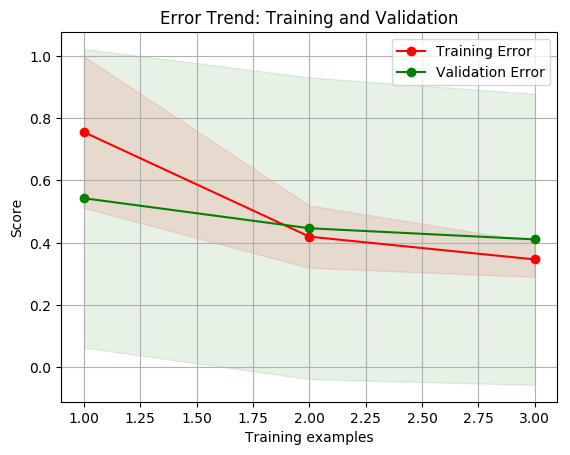 Error Trend: Training and Validation
Training Error
Validation Error
1.0
0.8
0.6
0.4
0.2
0.0
Score
1.00 1.25 1.50 1.75 2.00 2.25 2.50 2.75 3.00
Training examples